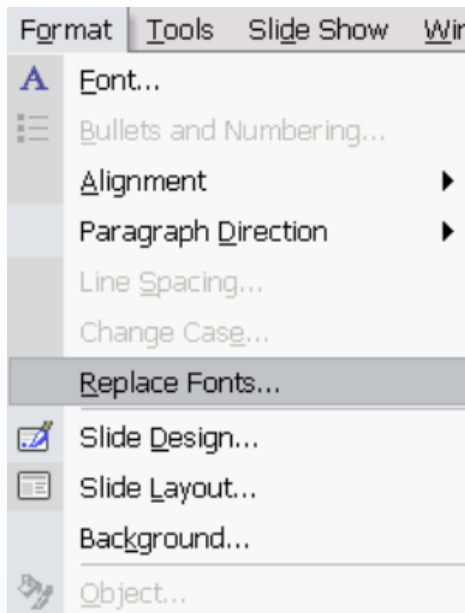 Format Tools Slide Show
Font...
Bullets and Numbering...
Alignment
Paragraph Direction
Line Spacing...
Change Case...
Replace Fonts...
Slide Design...
Slide Layout...
Background...
Object...